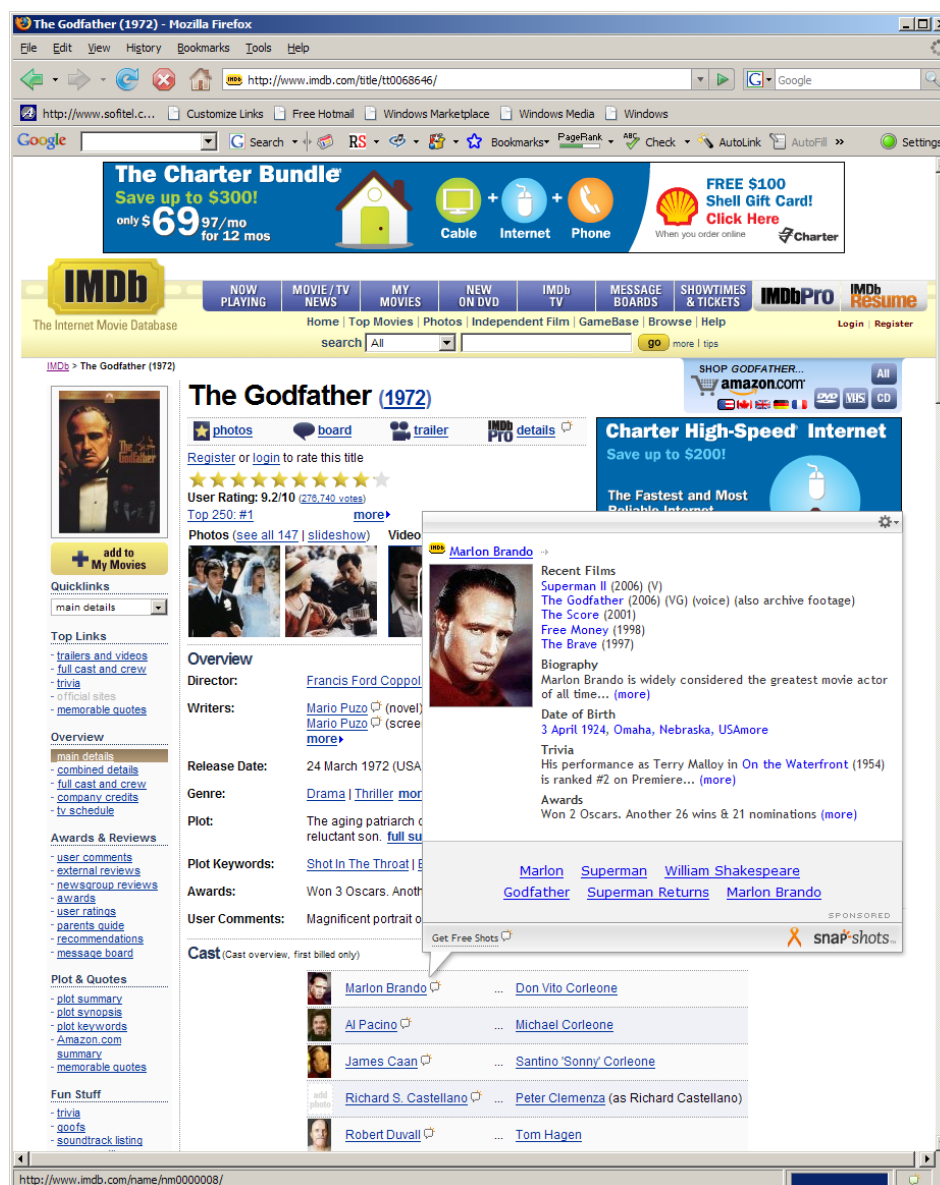 The Godfather (1972) - Mozilla Firefox
File Edit View History Bookmarks Tools Help
http://www.imdb.com/title/tt0068646/
Google
http://www.sofitel.c... Customize Links Free Hotmail Windows Marketplace Windows Media Windows
Google Search RS Bookmarks PageRank Check AutoLink AutoFill » Settings
The Charter Bundle
Save up to $300!
only $69 97/mo for 12 mos
Cable + Internet + Phone
FREE $100
Shell Gift Card!
Click Here
When you order online Charter
IMDb
The Internet Movie Database
NOW PLAYING MOVIE/TV NEWS MY MOVIES NEW ON DVD IMDb TV MESSAGE BOARDS SHOWTIMES & TICKETS IMDbPro IMDb Resume
Home | Top Movies | Photos | Independent Film | GameBase | Browse | Help
Login | Register
search All go more | tips
IMDb > The Godfather (1972)
SHOP GODFATHER...
amazon.com
All
DVD VHS CD
The Godfather (1972)
photos board trailer IMDb Pro details
Register or login to rate this title
User Rating: 9.2/10 (276,740 votes)
Top 250: #1 more
Photos (see all 147 | slideshow) Video
Charter High-Speed Internet
Save up to $200!
The Fastest and Most
Reliable Internet
The Godfather
add to
My Movies
Quicklinks
main details
Top Links
- trailers and videos
- full cast and crew
- trivia
- official sites
- memorable quotes
Overview
main details
- combined details
- full cast and crew
- company credits
- tv schedule
Awards & Reviews
- user comments
- external reviews
- newsgroup reviews
- awards
- user ratings
- parents guide
- recommendations
- message board
Plot & Quotes
- plot summary
- plot synopsis
- plot keywords
- Amazon.com
summary
- memorable quotes
Fun Stuff
- trivia
- goofs
- soundtrack listing
Overview
Director: Francis Ford Coppol
Writers: Mario Puzo (novel)
Mario Puzo (scree
more
Release Date: 24 March 1972 (USA
Genre: Drama | Thriller mor
Plot: The aging patriarch o
reluctant son. full su
Plot Keywords: Shot In The Throat |
Awards: Won 3 Oscars. Anoth
User Comments: Magnificent portrait o
Marlon Brando
Recent Films
Superman II (2006) (V)
The Godfather (2006) (VG) (voice) (also archive footage)
The Score (2001)
Free Money (1998)
The Brave (1997)
Biography
Marlon Brando is widely considered the greatest movie actor
of all time... (more)
Date of Birth
3 April 1924, Omaha, Nebraska, USAmore
Trivia
His performance as Terry Malloy in On the Waterfront (1954)
is ranked #2 on Premiere... (more)
Awards
Won 2 Oscars. Another 26 wins & 21 nominations (more)
Marlon Superman William Shakespeare
Godfather Superman Returns Marlon Brando
SPONSORED
Get Free Shots snap shots
Cast (Cast overview, first billed only)
Marlon Brando ... Don Vito Corleone
Al Pacino ... Michael Corleone
James Caan ... Santino 'Sonny' Corleone
add photo
Richard S. Castellano ... Peter Clemenza (as Richard Castellano)
Robert Duvall ... Tom Hagen
http://www.imdb.com/name/nm0000008/